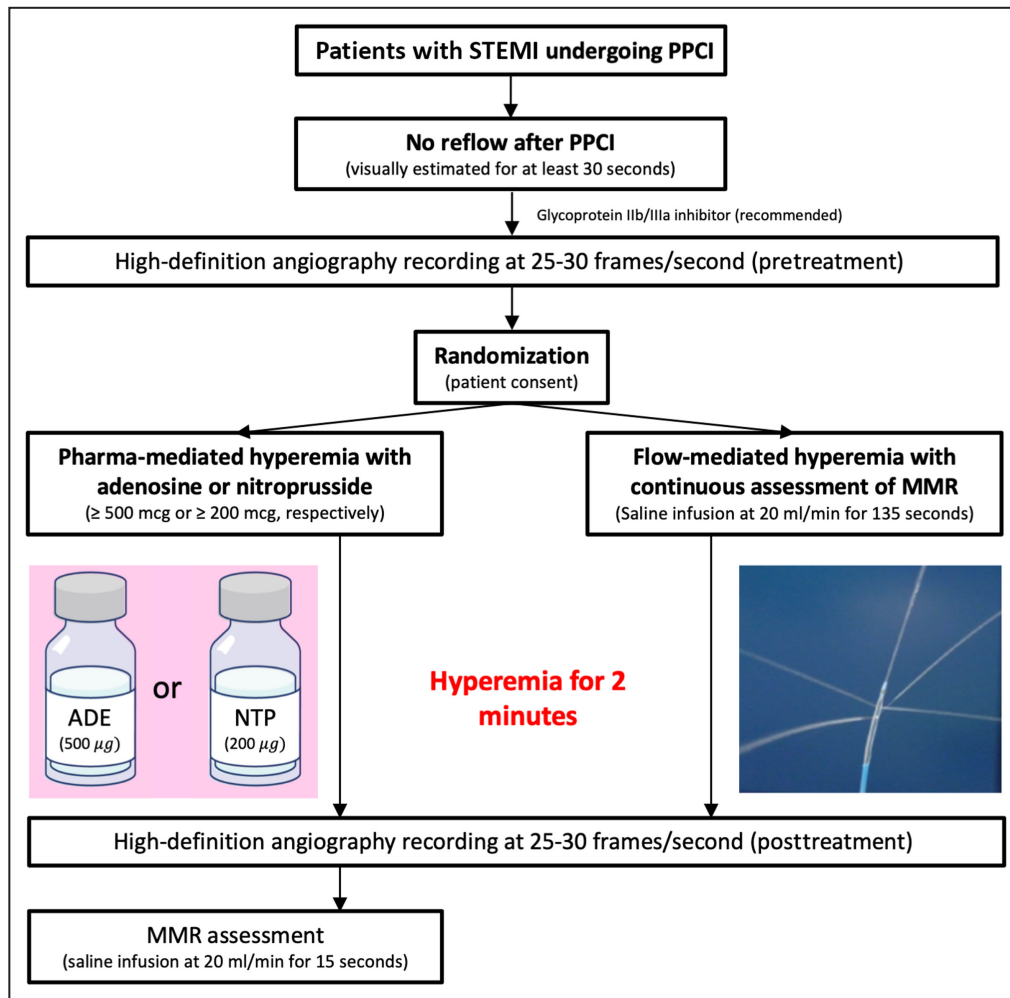 Patients with STEMI undergoing PPCI
No reflow after PPCI
(visually estimated for at least 30 seconds)
Glycoprotein IIb/IIIa inhibitor (recommended)
High-definition angiography recording at 25-30 frames/second (pretreatment)
Randomization
(patient consent)
Pharma-mediated hyperemia with
adenosine or nitroprusside
(≥ 500 mcg or ≥ 200 mcg, respectively)
Flow-mediated hyperemia with
continuous assessment of MMR
(Saline infusion at 20 ml/min for 135 seconds)
ADE
(500 μg)
or
NTP
(200 μg)
Hyperemia for 2
minutes
High-definition angiography recording at 25-30 frames/second (posttreatment)
MMR assessment
(saline infusion at 20 ml/min for 15 seconds)